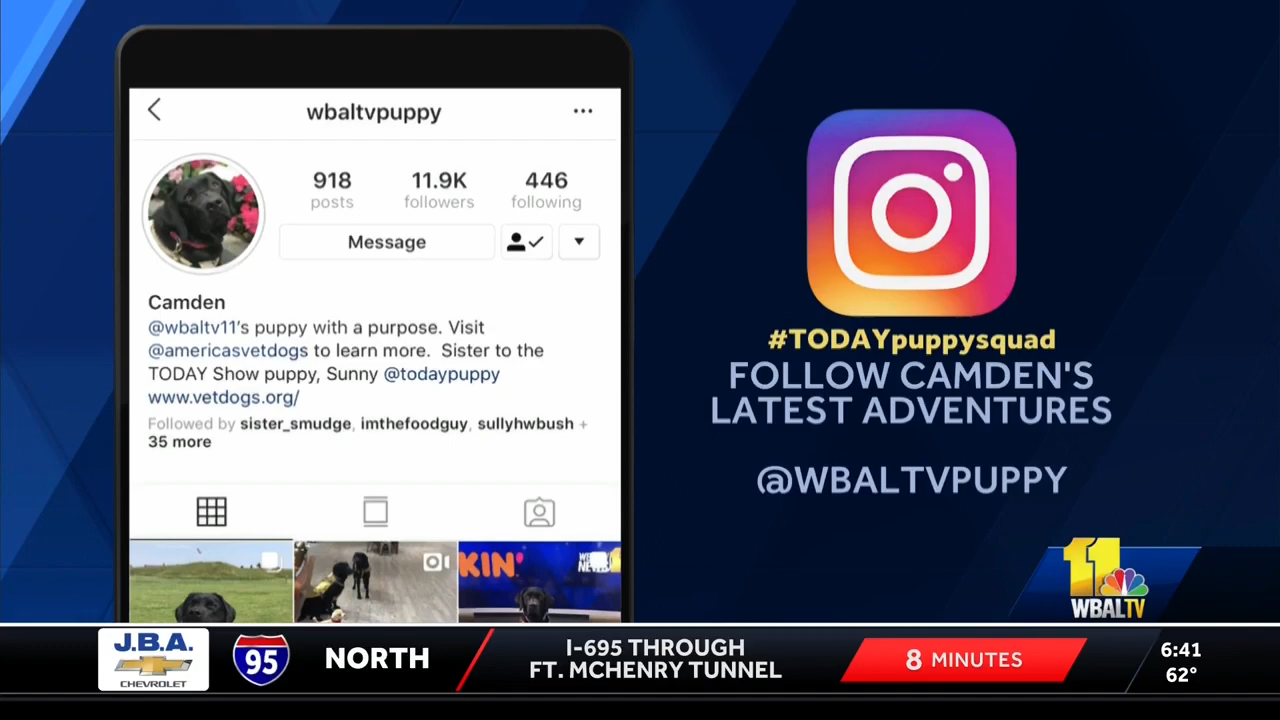 wbaltvpuppy
918
posts
11.9K
followers
446
following
Message
Camden
@wbaltv11's puppy with a purpose. Visit
@americasvetdogs to learn more. Sister to the
TODAY Show puppy, Sunny @todaypuppy
www.vetdogs.org/
Followed by sister_smudge, imthefoodguy, sullyhwbush +
35 more
KIN'
#TODAYpuppysquad
FOLLOW CAMDEN'S
LATEST ADVENTURES
@WBALTVPUPPY
11
WBALTV
J.B.A.
CHEVROLET
95
NORTH
I-695 THROUGH
FT. MCHENRY TUNNEL
8 MINUTES
6:41
62°